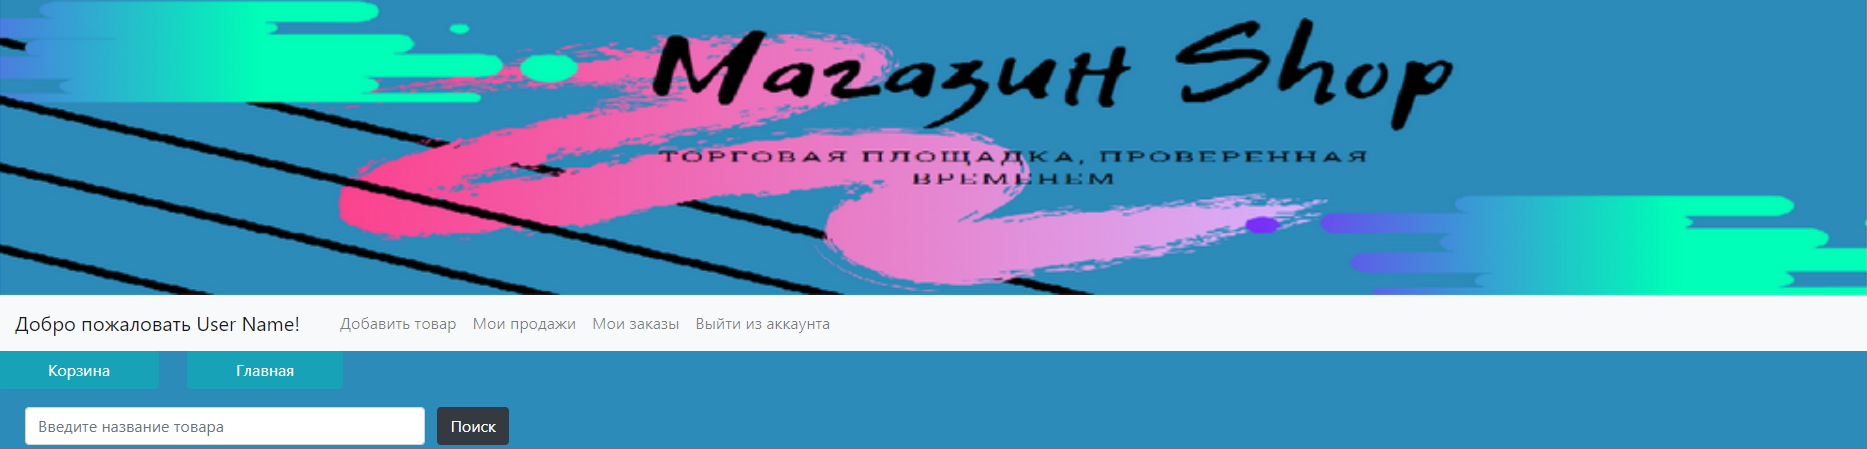 Магазин Shop
ТОРГОВАЯ ПЛОЩАДКА, ПРОВЕРЕННАЯ
ВРЕМЕНЕМ
Добро пожаловать User Name! Добавить товар Мои продажи Мои заказы Выйти из аккаунта
Корзина Главная
Введите название товара Поиск